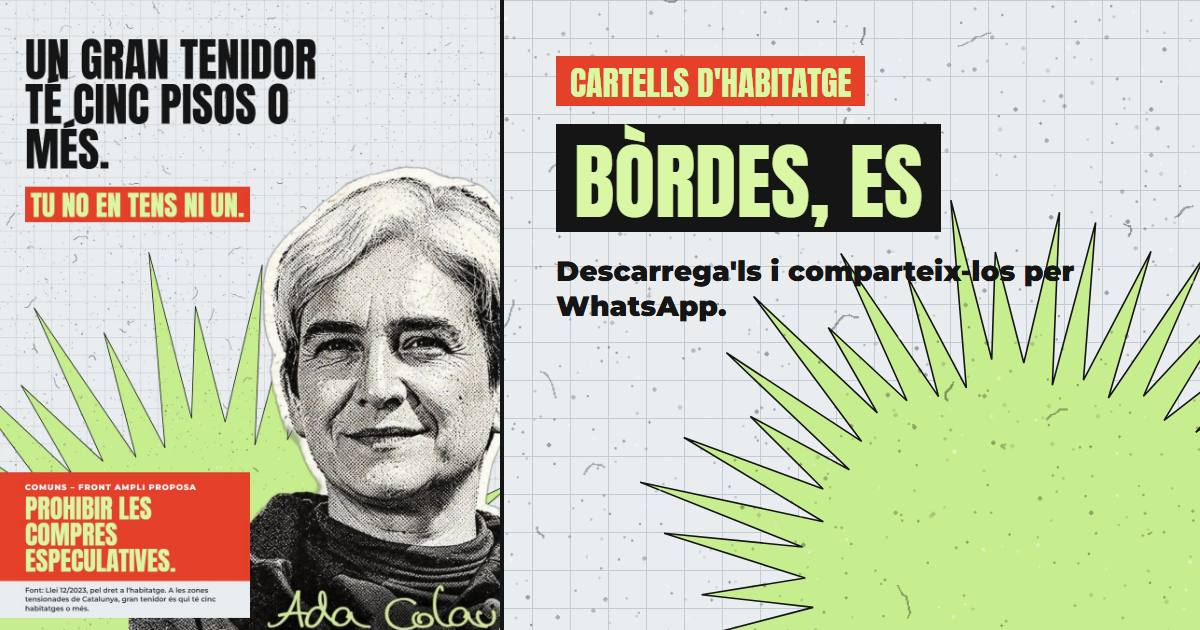 UN GRAN TENIDOR
TÉ CINC PISOS O
MÉS.
TU NO EN TENS NI UN.
COMUNS – FRONT AMPLI PROPOSA
PROHIBIR LES
COMPRES
ESPECULATIVES.
Font: Llei 12/2023, pel dret a l'habitatge. A les zones
tensionades de Catalunya, gran tenidor és qui té cinc
habitatges o més.
Ada Colau
CARTELLS D'HABITATGE
BÒRDES, ES
Descarrega'ls i comparteix-los per
WhatsApp.